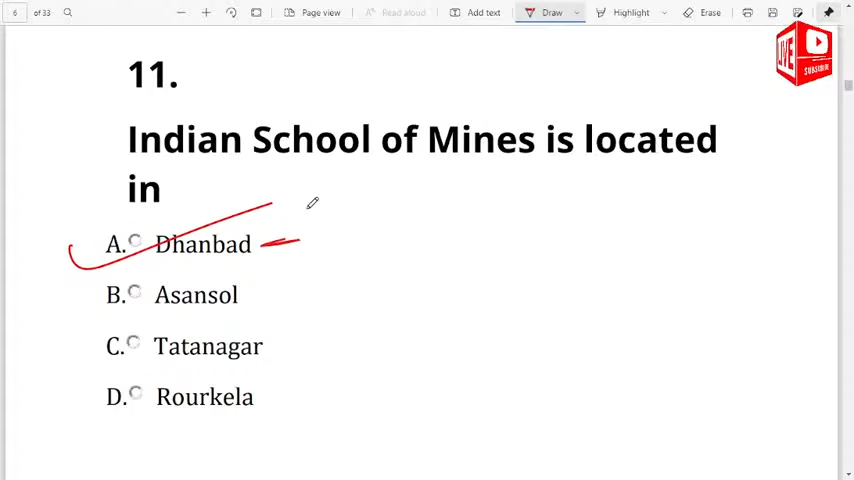 6 of 33 Page view Read aloud Add text Draw Highlight Erase
LIVE
SUBSCRIBE
11.
Indian School of Mines is located
in
A. Dhanbad
B. Asansol
C. Tatanagar
D. Rourkela